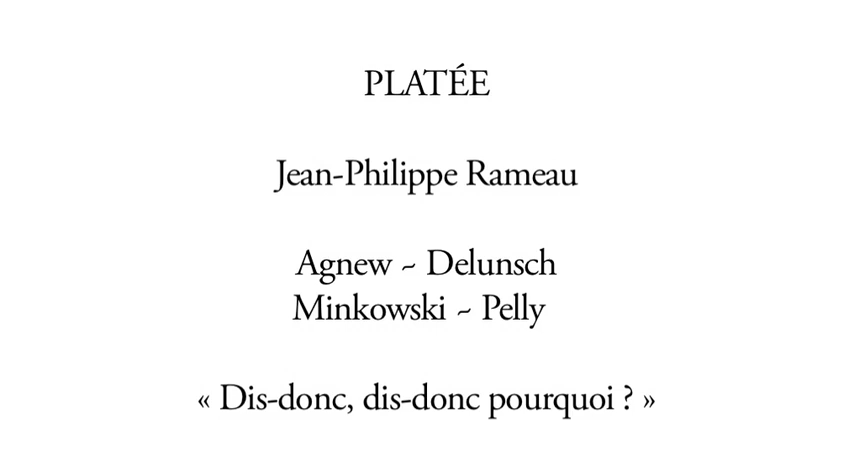 PLATÉE
Jean-Philippe Rameau
Agnew ~ Delunsch
Minkowski ~ Pelly
« Dis-donc, dis-donc pourquoi ? »